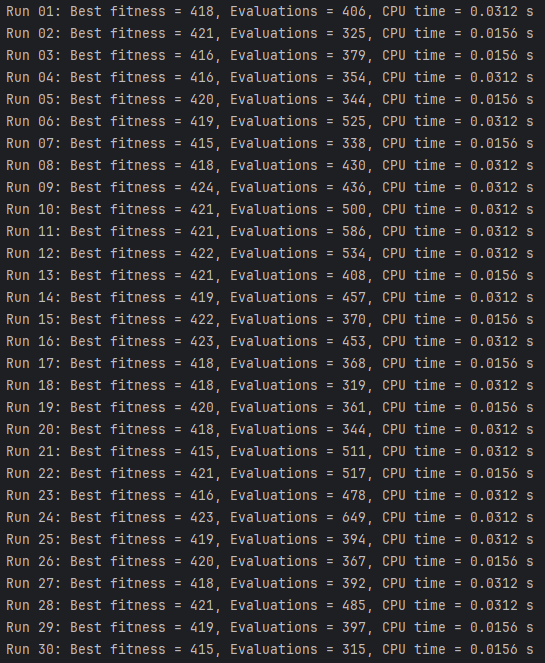 Run 01: Best fitness = 418, Evaluations = 406, CPU time = 0.0312 s
Run 02: Best fitness = 421, Evaluations = 325, CPU time = 0.0156 s
Run 03: Best fitness = 416, Evaluations = 379, CPU time = 0.0156 s
Run 04: Best fitness = 416, Evaluations = 354, CPU time = 0.0312 s
Run 05: Best fitness = 420, Evaluations = 344, CPU time = 0.0156 s
Run 06: Best fitness = 419, Evaluations = 525, CPU time = 0.0312 s
Run 07: Best fitness = 415, Evaluations = 338, CPU time = 0.0156 s
Run 08: Best fitness = 418, Evaluations = 430, CPU time = 0.0312 s
Run 09: Best fitness = 424, Evaluations = 436, CPU time = 0.0312 s
Run 10: Best fitness = 421, Evaluations = 500, CPU time = 0.0312 s
Run 11: Best fitness = 421, Evaluations = 586, CPU time = 0.0312 s
Run 12: Best fitness = 422, Evaluations = 534, CPU time = 0.0312 s
Run 13: Best fitness = 421, Evaluations = 408, CPU time = 0.0156 s
Run 14: Best fitness = 419, Evaluations = 457, CPU time = 0.0312 s
Run 15: Best fitness = 422, Evaluations = 370, CPU time = 0.0156 s
Run 16: Best fitness = 423, Evaluations = 453, CPU time = 0.0312 s
Run 17: Best fitness = 418, Evaluations = 368, CPU time = 0.0156 s
Run 18: Best fitness = 418, Evaluations = 319, CPU time = 0.0312 s
Run 19: Best fitness = 420, Evaluations = 361, CPU time = 0.0156 s
Run 20: Best fitness = 418, Evaluations = 344, CPU time = 0.0312 s
Run 21: Best fitness = 415, Evaluations = 511, CPU time = 0.0312 s
Run 22: Best fitness = 421, Evaluations = 517, CPU time = 0.0156 s
Run 23: Best fitness = 416, Evaluations = 478, CPU time = 0.0312 s
Run 24: Best fitness = 423, Evaluations = 649, CPU time = 0.0312 s
Run 25: Best fitness = 419, Evaluations = 394, CPU time = 0.0312 s
Run 26: Best fitness = 420, Evaluations = 367, CPU time = 0.0156 s
Run 27: Best fitness = 418, Evaluations = 392, CPU time = 0.0312 s
Run 28: Best fitness = 421, Evaluations = 485, CPU time = 0.0312 s
Run 29: Best fitness = 419, Evaluations = 397, CPU time = 0.0156 s
Run 30: Best fitness = 415, Evaluations = 315, CPU time = 0.0156 s